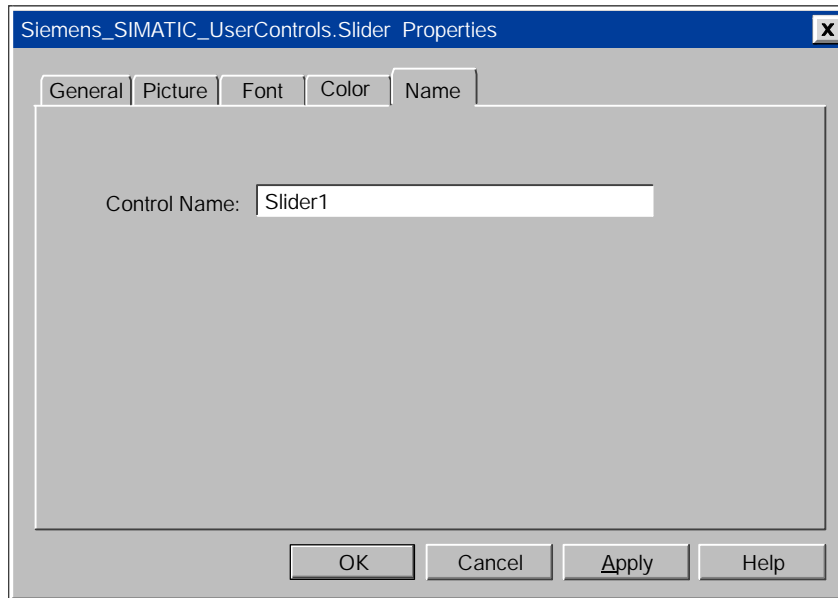 Siemens_SIMATIC_UserControls.Slider Properties x
General Picture Font Color Name
Control Name: Slider1
OK Cancel Apply Help